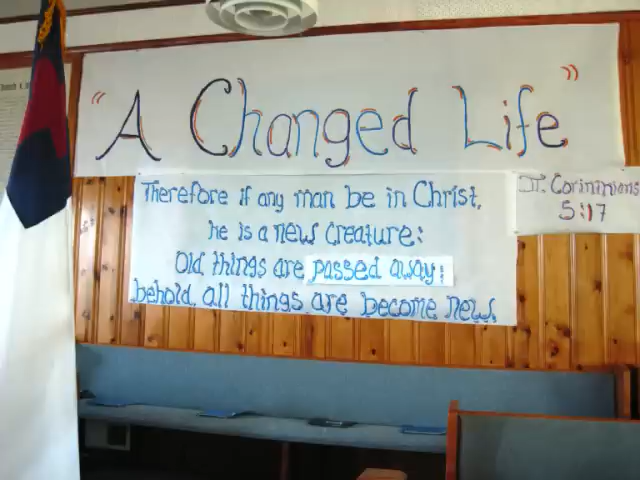 "A Changed Life"
Therefore if any man be in Christ,
he is a new creature:
Old things are passed away:
behold, all things are become new.
II. Corinthians
5:17